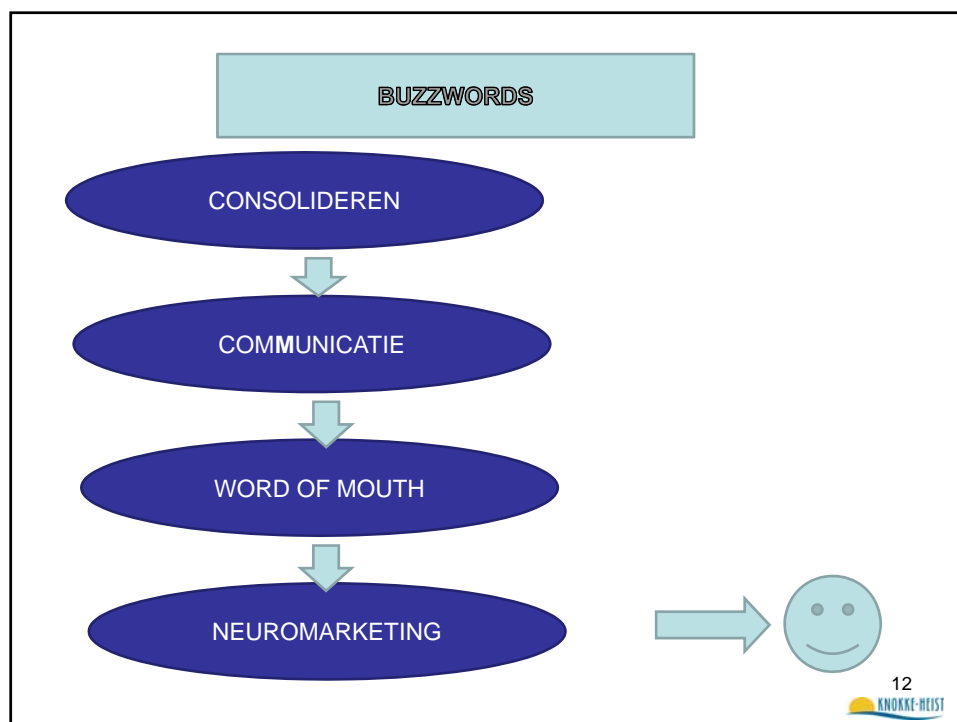 BUZZWORDS
CONSOLIDEREN
COMMUNICATIE
WORD OF MOUTH
NEUROMARKETING
12
KNOKKE-HEIST